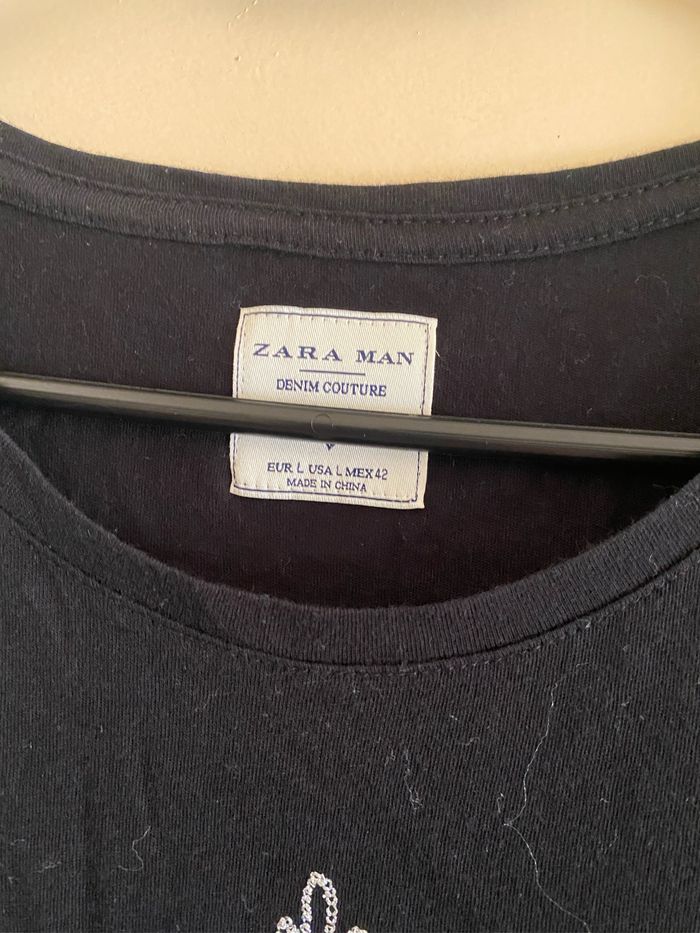 ZARA MAN
DENIM COUTURE
EUR L USA L MEX 42
MADE IN CHINA